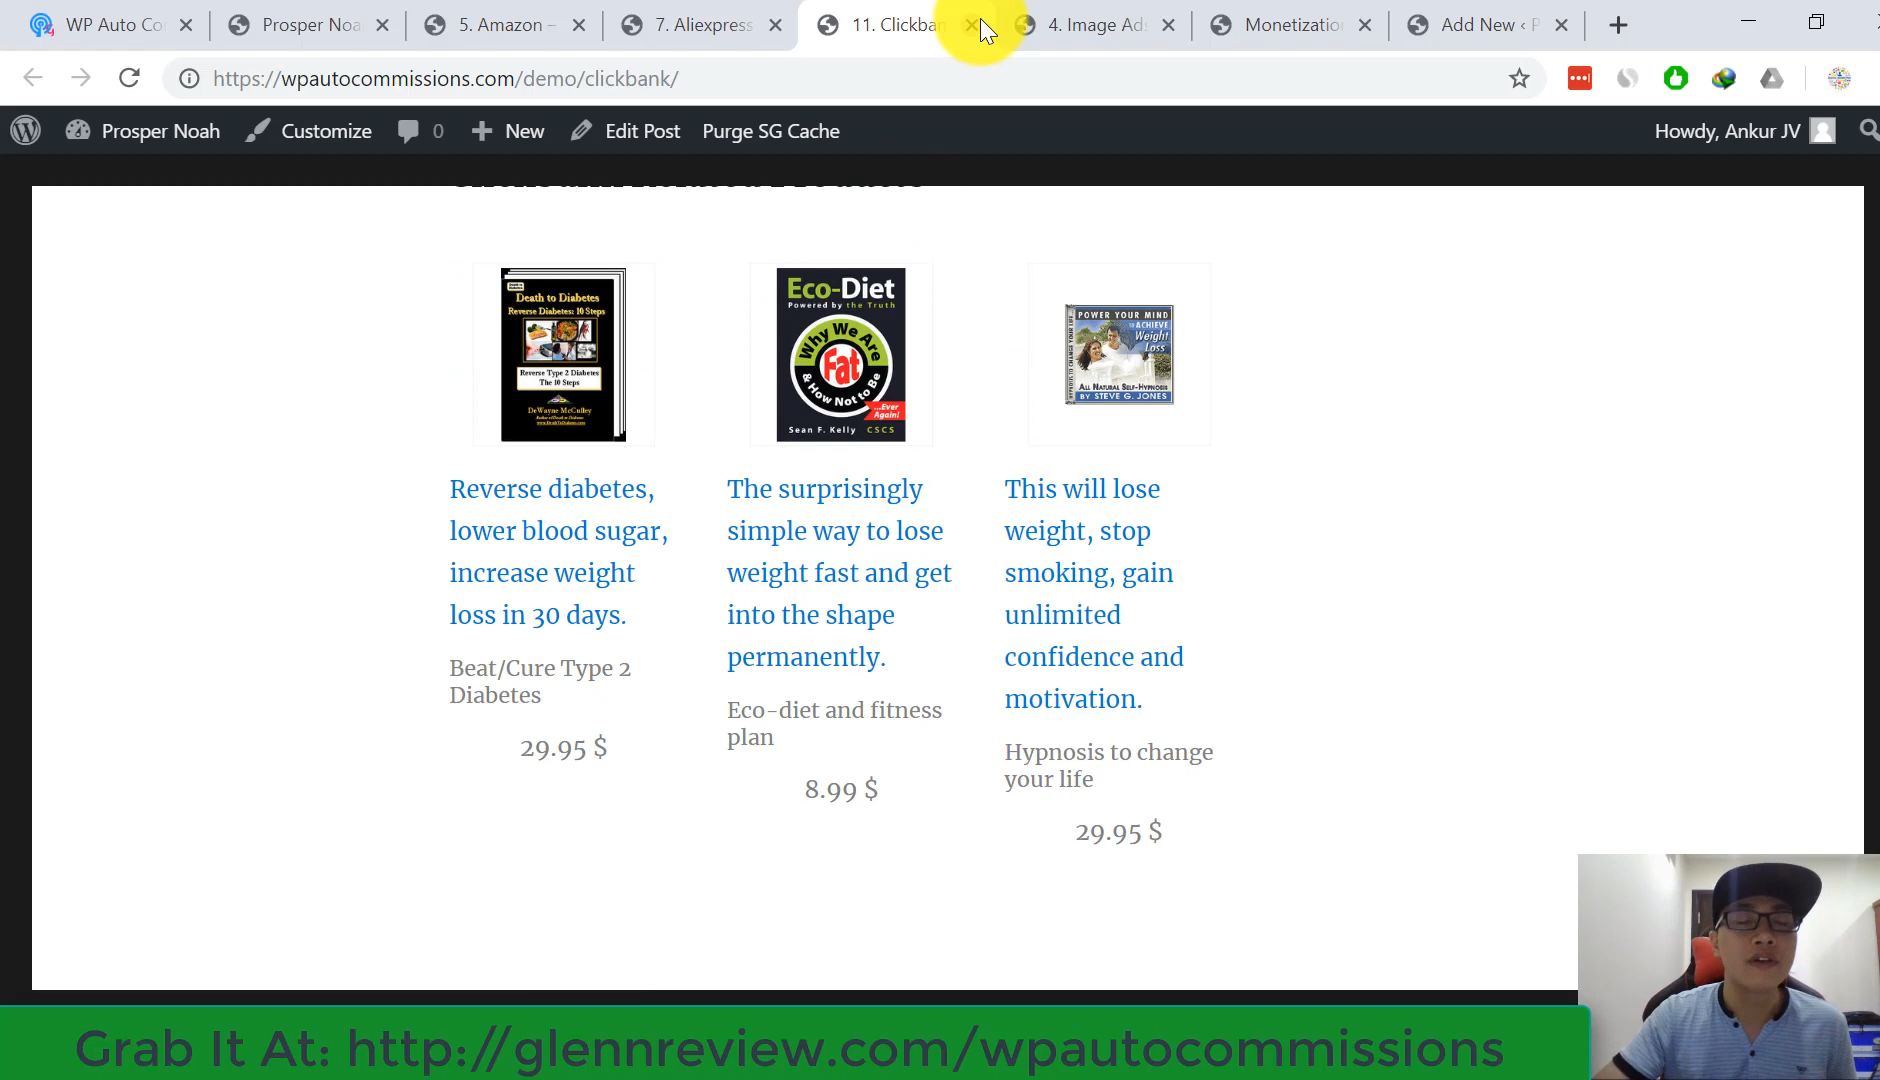 WP Auto Co
Prosper Noa
5. Amazon –
7. Aliexpress
11. Clickban
4. Image Ads
Monetizatio
Add New ‹ P
https://wpautocommissions.com/demo/clickbank/
Prosper Noah
Customize
0
New
Edit Post
Purge SG Cache
Howdy, Ankur JV
Death to Diabetes
Reverse Diabetes: 10 Steps
Reverse Type 2 Diabetes
The 10 Steps
DeWayne McCulley
Eco-Diet
Powered by the Truth
Why We Are
Fat
& How Not to Be
...Ever
Again!
Sean F. Kelly CSCS
POWER YOUR MIND
TO ACHIEVE
Weight
Loss
ALL NATURAL SELF-HYPNOSIS
BY STEVE G. JONES
Reverse diabetes,
lower blood sugar,
increase weight
loss in 30 days.
Beat/Cure Type 2
Diabetes
29.95 $
The surprisingly
simple way to lose
weight fast and get
into the shape
permanently.
Eco-diet and fitness
plan
8.99 $
This will lose
weight, stop
smoking, gain
unlimited
confidence and
motivation.
Hypnosis to change
your life
29.95 $
Grab It At: http://glennreview.com/wpautocommissions